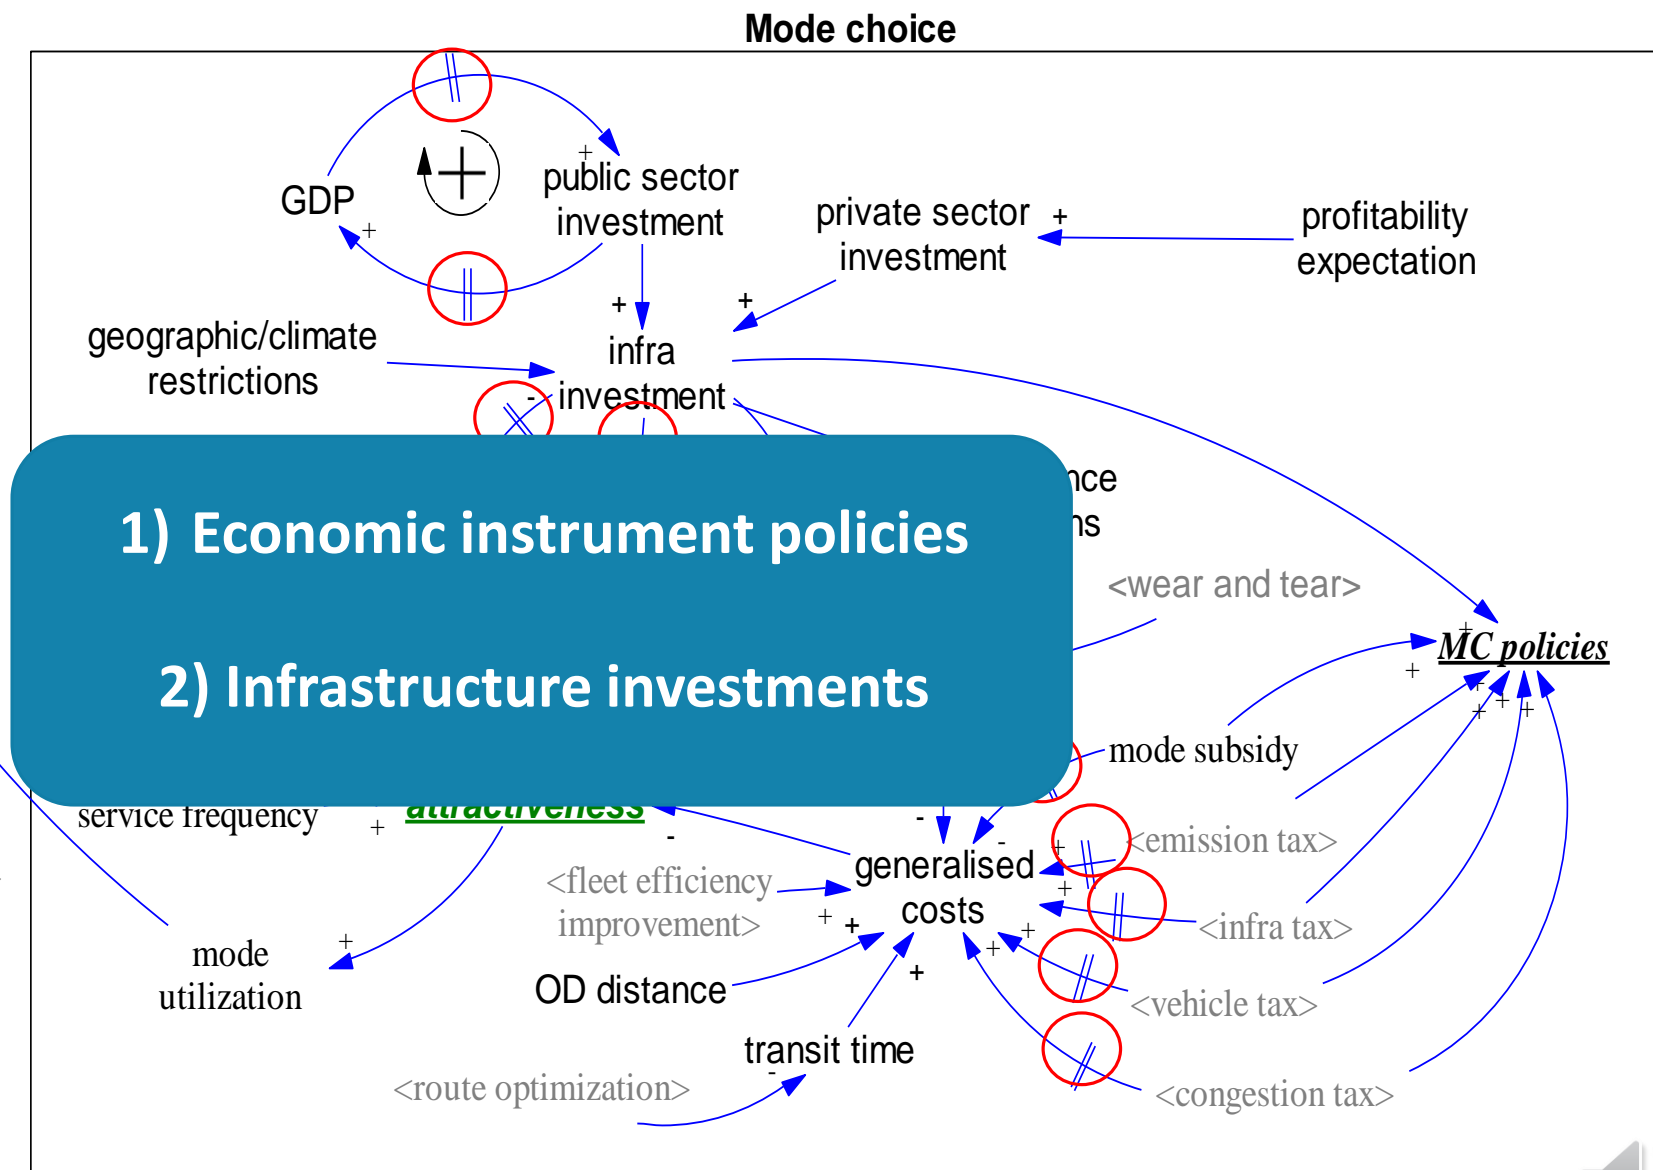 Mode choice
GDP
+
public sector
investment
+
private sector
investment
+
profitability
expectation
+
+
geographic/climate
restrictions
infra
investment
-
1) Economic instrument policies
2) Infrastructure investments
<wear and tear>
MC policies
+
+
+
+
+
+
mode subsidy
service frequency
+
attractiveness
-
-
-
generalised
costs
+
+
<emission tax>
<fleet efficiency
improvement>
+
+
+
+
<infra tax>
mode
utilization
+
OD distance
+
<vehicle tax>
transit time
-
<route optimization>
<congestion tax>